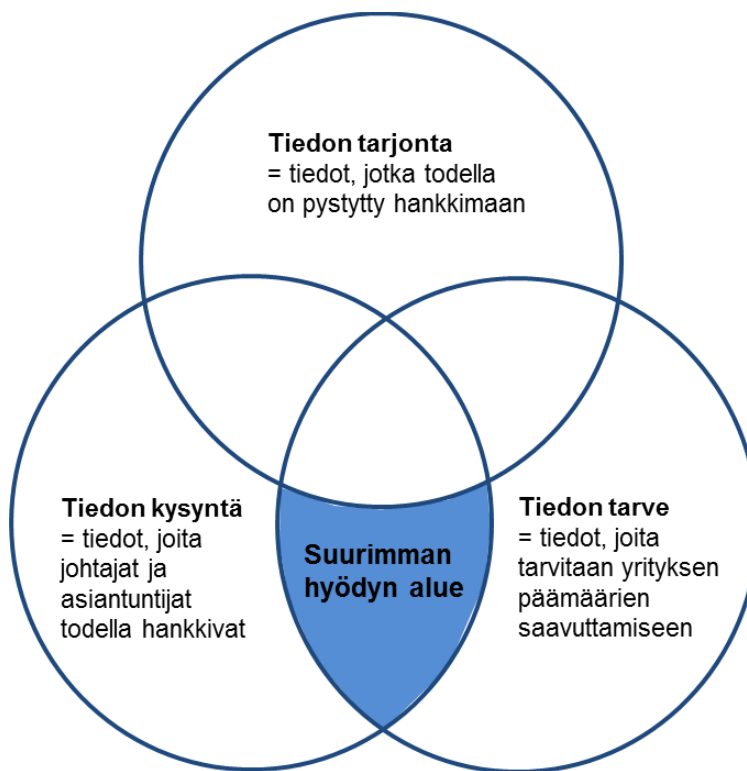 Tiedon tarjonta
= tiedot, jotka todella
on pystytty hankkimaan
Tiedon kysyntä
= tiedot, joita
johtajat ja
asiantuntijat
todella hankkivat
Suurimman
hyödyn alue
Tiedon tarve
= tiedot, joita
tarvitaan yrityksen
päämäärien
saavuttamiseen